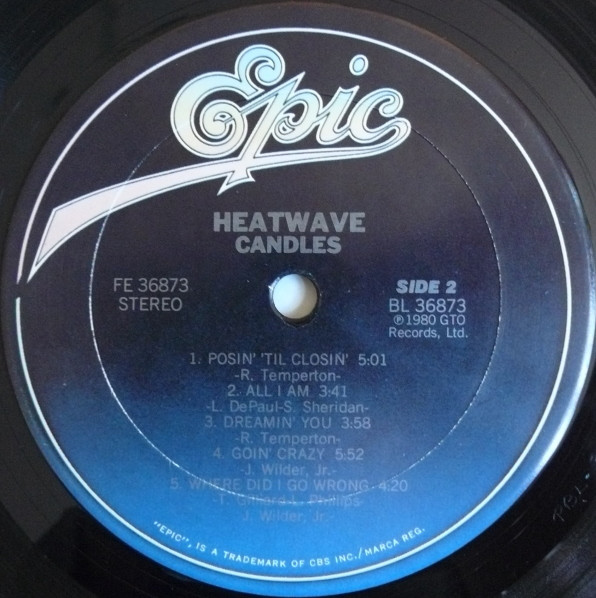 Epic
HEATWAVE
CANDLES
FE 36873
STEREO
SIDE 2
BL 36873
℗1980 GTO
Records, Ltd.
1. POSIN' 'TIL CLOSIN' 5:01
-R. Temperton-
2. ALL I AM 3:41
-L. DePaul-S. Sheridan-
3. DREAMIN' YOU 3:58
-R. Temperton-
4. GOIN' CRAZY 5:52
-J. Wilder, Jr.-
5. WHERE DID I GO WRONG 4:20
-T. Gilliard-L. Phillips-
J. Wilder, Jr.-
"EPIC", IS A TRADEMARK OF CBS INC./MARCA REG.